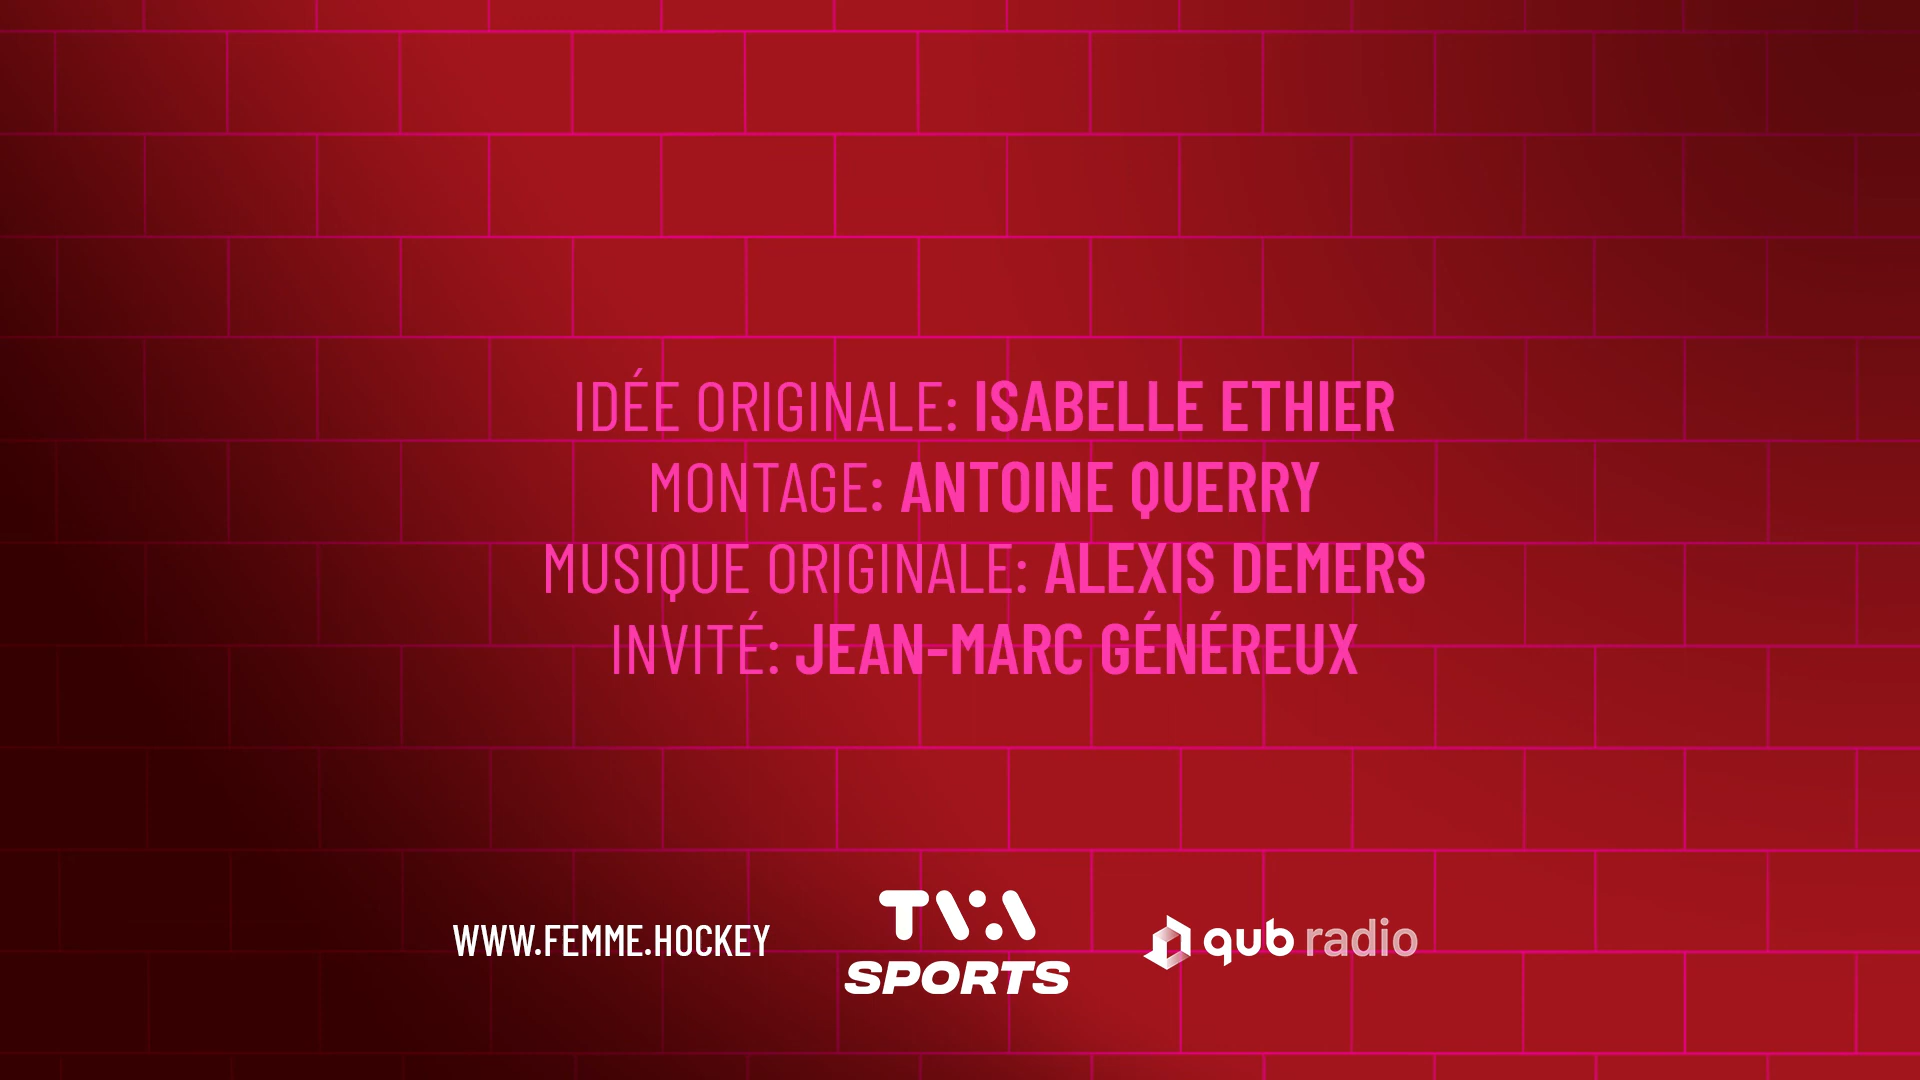 IDÉE ORIGINALE: ISABELLE ETHIER
MONTAGE: ANTOINE QUERRY
MUSIQUE ORIGINALE: ALEXIS DEMERS
INVITÉ: JEAN-MARC GÉNÉREUX
WWW.FEMME.HOCKEY
TVA
SPORTS
qub radio